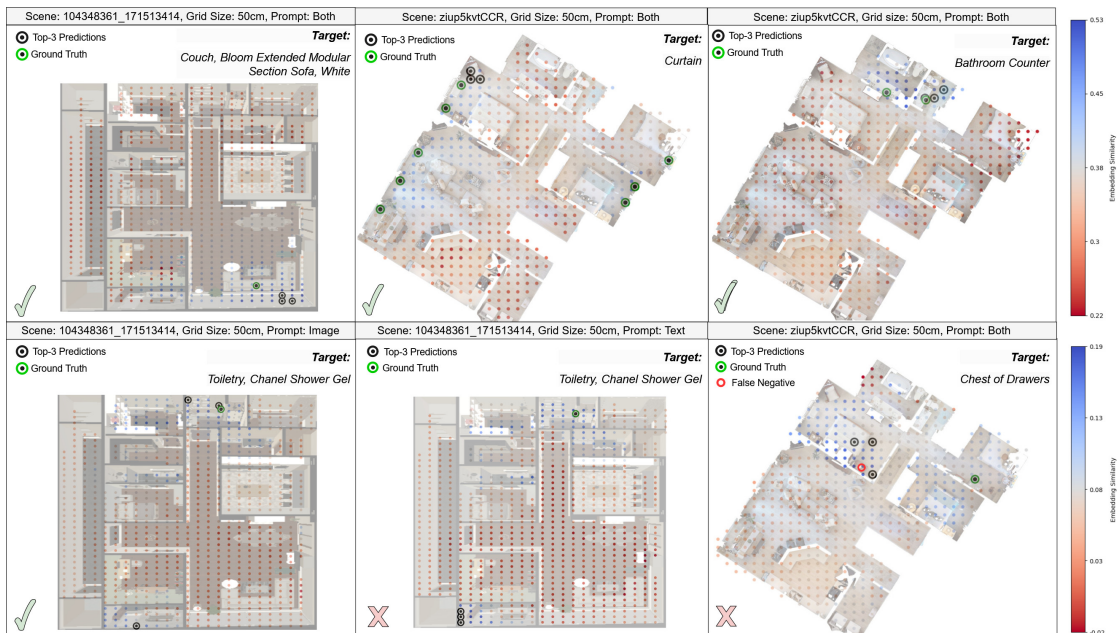 Scene: 104348361_171513414, Grid Size: 50cm, Prompt: Both
Top-3 Predictions
Ground Truth
Target:
Couch, Bloom Extended Modular
Section Sofa, White
Scene: ziup5kvtCCR, Grid Size: 50cm, Prompt: Both
Top-3 Predictions
Ground Truth
Target:
Curtain
Scene: ziup5kvtCCR, Grid Size: 50cm, Prompt: Both
Top-3 Predictions
Ground Truth
Target:
Bathroom Counter
0.53
0.45
0.38
0.3
0.22
Embedding Similarity
Scene: 104348361_171513414, Grid Size: 50cm, Prompt: Image
Top-3 Predictions
Ground Truth
Target:
Toiletry, Chanel Shower Gel
Scene: 104348361_171513414, Grid Size: 50cm, Prompt: Text
Top-3 Predictions
Ground Truth
Target:
Toiletry, Chanel Shower Gel
Scene: ziup5kvtCCR, Grid Size: 50cm, Prompt: Both
Top-3 Predictions
Ground Truth
False Negative
Target:
Chest of Drawers
0.19
0.13
0.08
0.03
Embedding Similarity